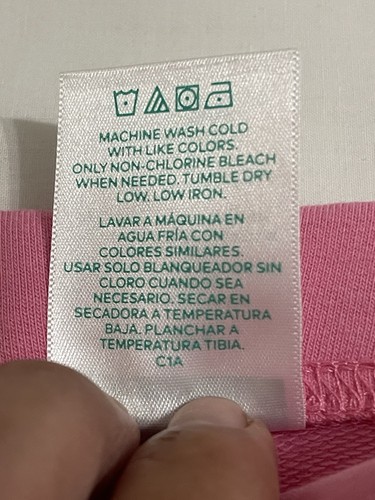 MACHINE WASH COLD
WITH LIKE COLORS.
ONLY NON-CHLORINE BLEACH
WHEN NEEDED. TUMBLE DRY
LOW. LOW IRON.
LAVAR A MÁQUINA EN
AGUA FRÍA CON
COLORES SIMILARES.
USAR SOLO BLANQUEADOR SIN
CLORO CUANDO SEA
NECESARIO. SECAR EN
SECADORA A TEMPERATURA
BAJA. PLANCHAR A
TEMPERATURA TIBIA.
C1A